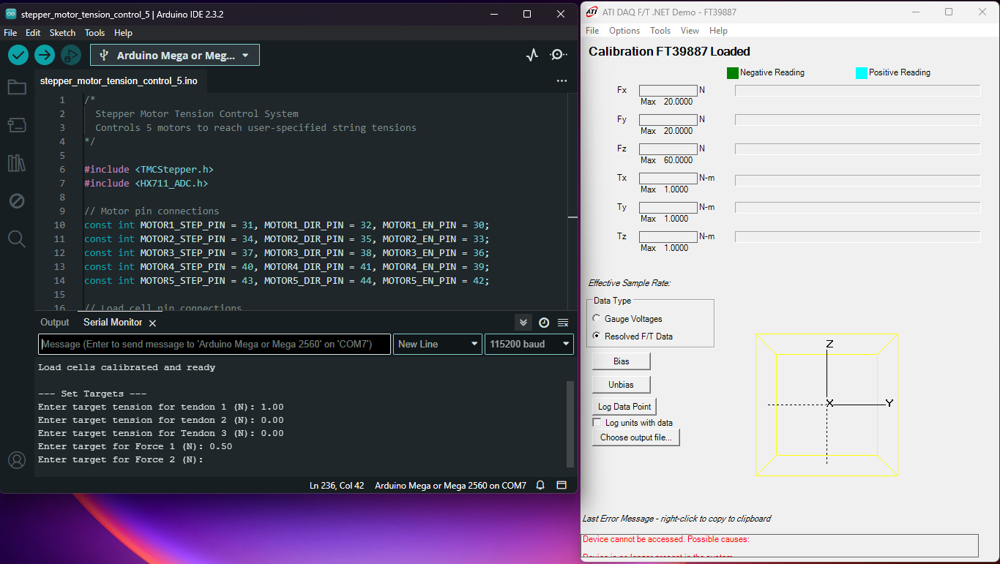 stepper_motor_tension_control_5 | Arduino IDE 2.3.2
File Edit Sketch Tools Help
Arduino Mega or Meg...
stepper_motor_tension_control_5.ino
1 /*
2 Stepper Motor Tension Control System
3 Controls 5 motors to reach user-specified string tensions
4 */
5
6 #include <TMCStepper.h>
7 #include <HX711_ADC.h>
8
9 // Motor pin connections
10 const int MOTOR1_STEP_PIN = 31, MOTOR1_DIR_PIN = 32, MOTOR1_EN_PIN = 30;
11 const int MOTOR2_STEP_PIN = 34, MOTOR2_DIR_PIN = 35, MOTOR2_EN_PIN = 33;
12 const int MOTOR3_STEP_PIN = 37, MOTOR3_DIR_PIN = 38, MOTOR3_EN_PIN = 36;
13 const int MOTOR4_STEP_PIN = 40, MOTOR4_DIR_PIN = 41, MOTOR4_EN_PIN = 39;
14 const int MOTOR5_STEP_PIN = 43, MOTOR5_DIR_PIN = 44, MOTOR5_EN_PIN = 42;
15
16 // Load cell pin connections
Output Serial Monitor
Message (Enter to send message to 'Arduino Mega or Mega 2560' on 'COM7')
New Line
115200 baud
Load cells calibrated and ready
--- Set Targets ---
Enter target tension for tendon 1 (N): 1.00
Enter target tension for tendon 2 (N): 0.00
Enter target tension for Tendon 3 (N): 0.00
Enter target for Force 1 (N): 0.50
Enter target for Force 2 (N):
Ln 236, Col 42 Arduino Mega or Mega 2560 on COM7
ATI DAQ F/T .NET Demo - FT39887
File Options Tools View Help
Calibration FT39887 Loaded
Negative Reading Positive Reading
Fx N
Max 20.0000
Fy N
Max 20.0000
Fz N
Max 60.0000
Tx N-m
Max 1.0000
Ty N-m
Max 1.0000
Tz N-m
Max 1.0000
Effective Sample Rate:
Data Type
Gauge Voltages
Resolved F/T Data
Bias
Unbias
Log Data Point
Log units with data
Choose output file...
Z
X
Y
Last Error Message - right-click to copy to clipboard
Device cannot be accessed. Possible causes:
Device is no longer present in the system